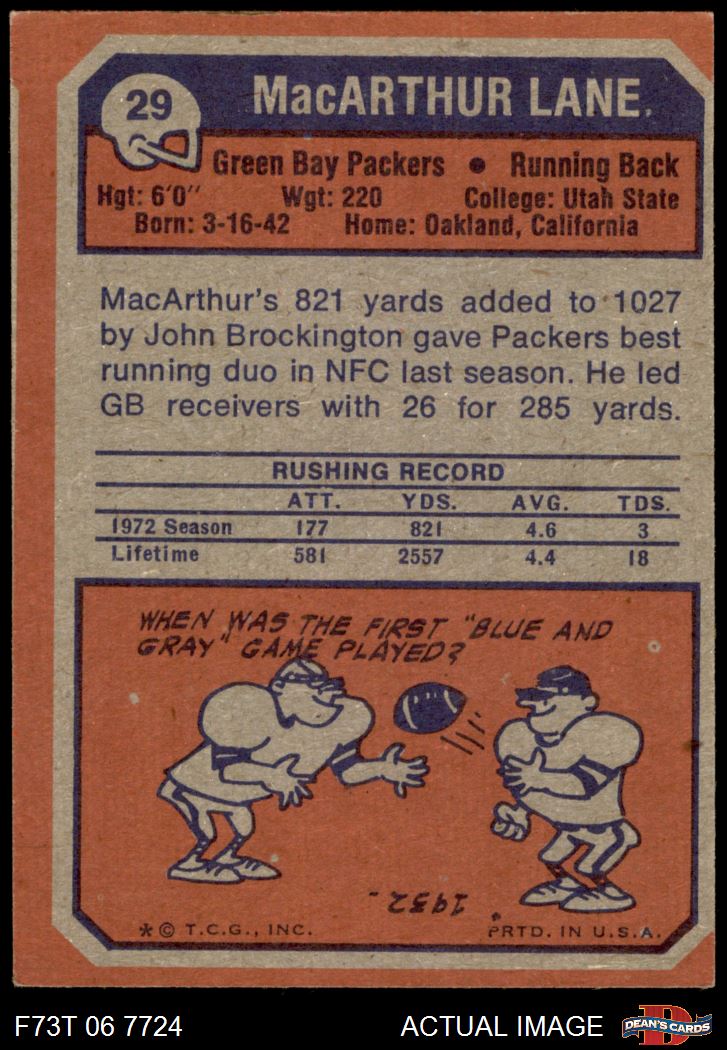 29
MacARTHUR LANE.
Green Bay Packers • Running Back
Hgt: 6'0" Wgt: 220 College: Utah State
Born: 3-16-42 Home: Oakland, California
MacArthur's 821 yards added to 1027
by John Brockington gave Packers best
running duo in NFC last season. He led
GB receivers with 26 for 285 yards.
RUSHING RECORD
ATT. YDS. AVG. TDS.
1972 Season 177 821 4.6 3
Lifetime 581 2557 4.4 18
WHEN WAS THE FIRST "BLUE AND
GRAY" GAME PLAYED?
1932.
* © T.C.G., INC. PRTD. IN U.S.A.
F73T 06 7724 ACTUAL IMAGE D DEAN'S CARDS